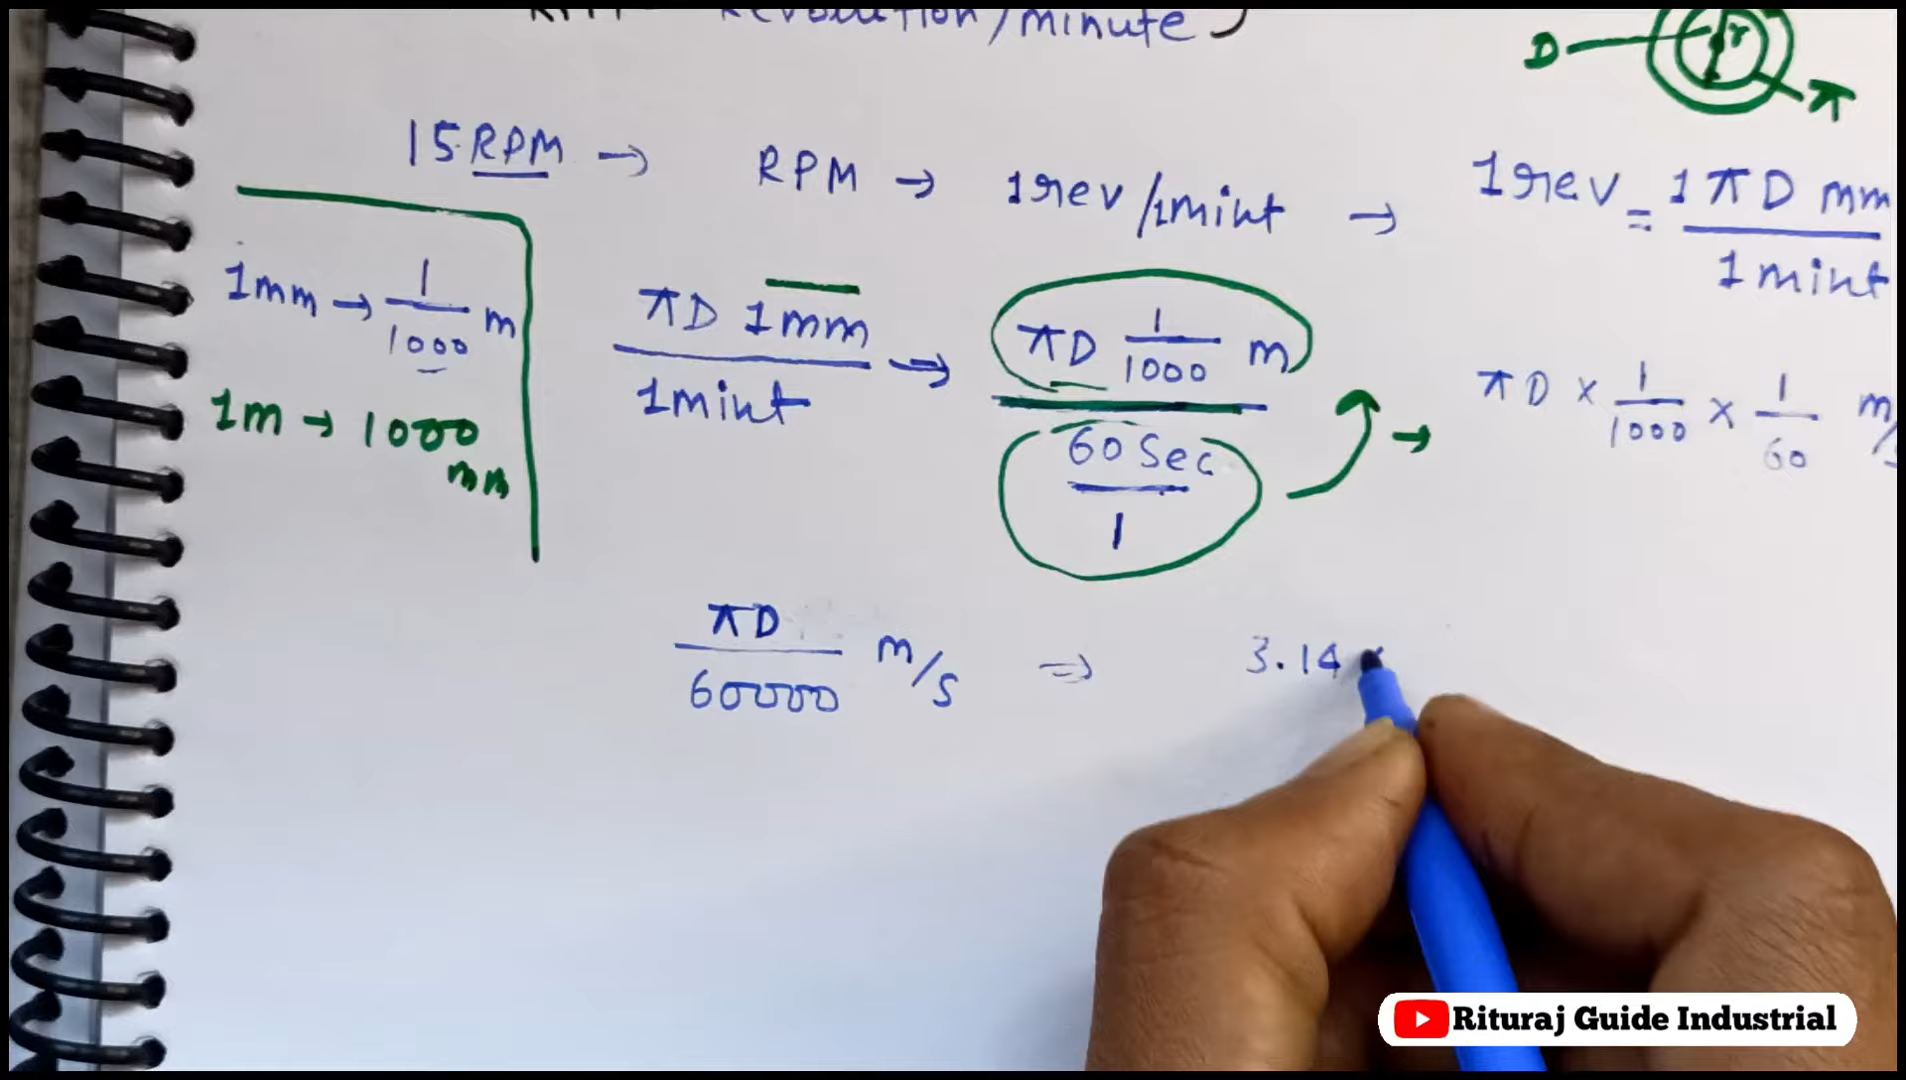 Revolution/minute)
D
r
π
15 RPM → RPM → 1rev/1mint → 1rev = 1πD mm / 1mint
1mm → 1/1000 m
πD 1mm / 1mint → πD 1/1000 m / 60 Sec / 1 → πD × 1/1000 × 1/60 m/s
1m → 1000 mm
πD / 60000 m/s ⇒ 3.14 ×
Rituraj Guide Industrial